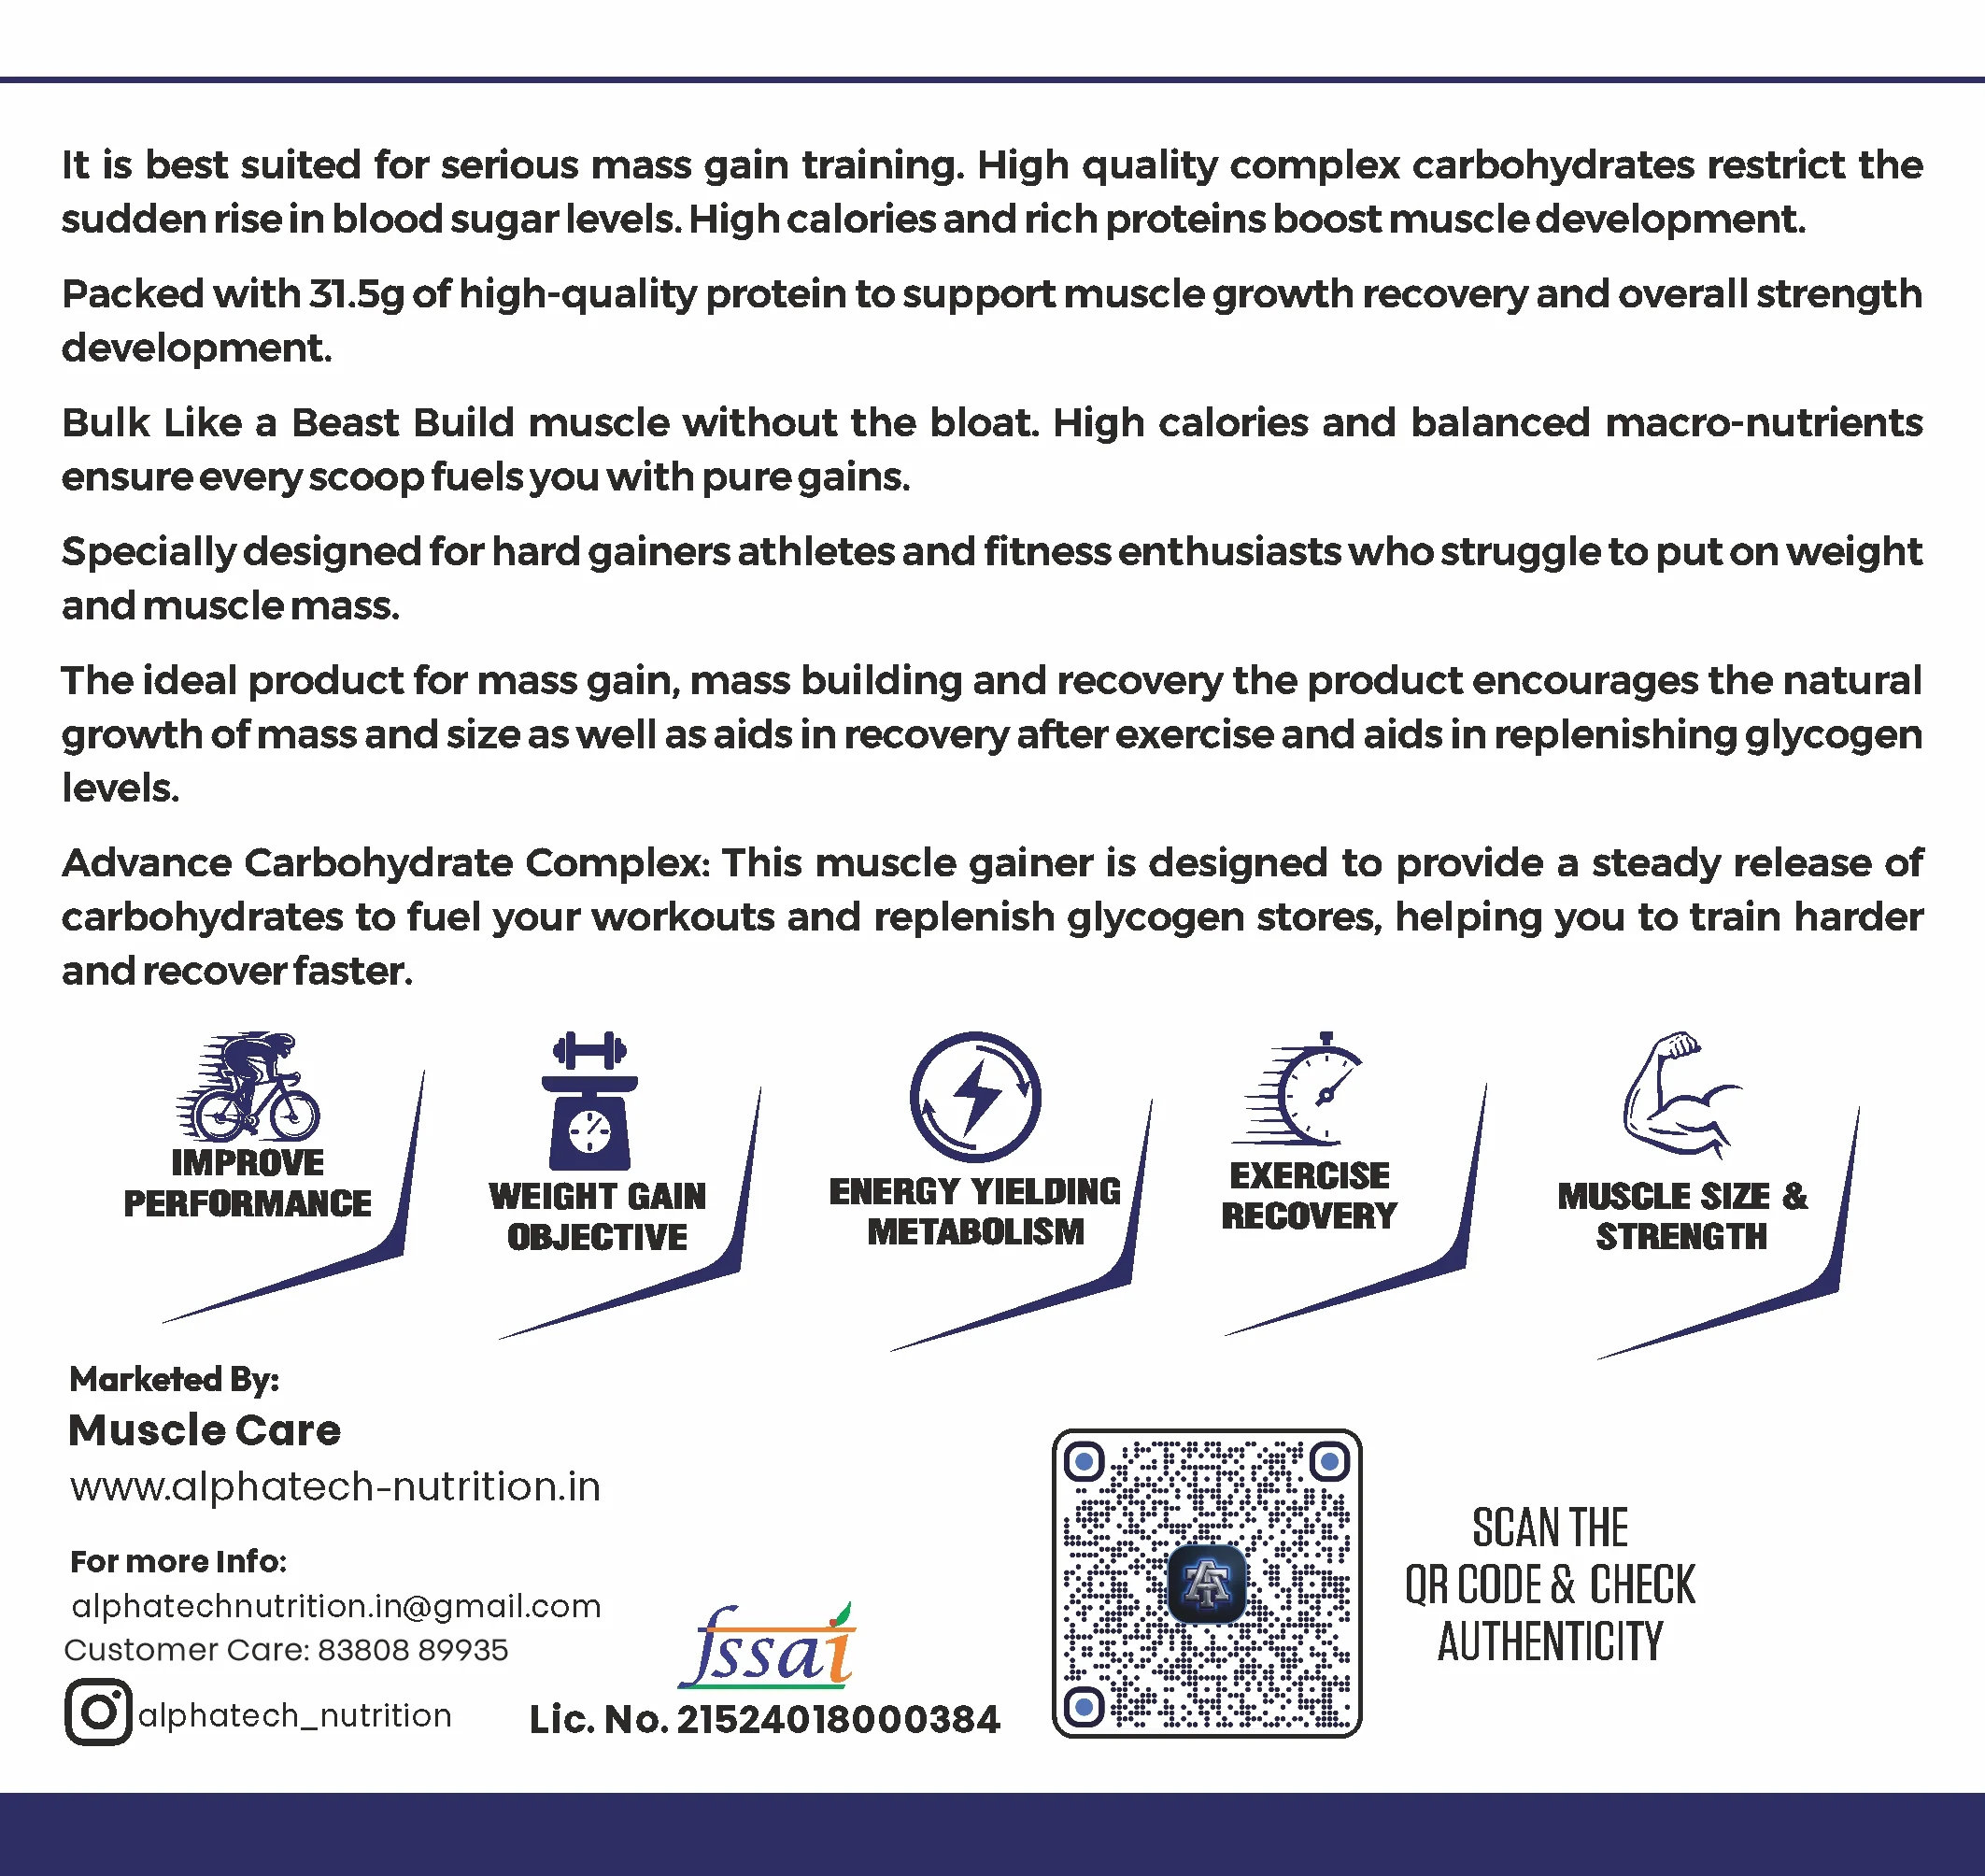 It is best suited for serious mass gain training. High quality complex carbohydrates restrict the
sudden rise in blood sugar levels. High calories and rich proteins boost muscle development.
Packed with 31.5g of high-quality protein to support muscle growth recovery and overall strength
development.
Bulk Like a Beast Build muscle without the bloat. High calories and balanced macro-nutrients
ensure every scoop fuels you with pure gains.
Specially designed for hard gainers athletes and fitness enthusiasts who struggle to put on weight
and muscle mass.
The ideal product for mass gain, mass building and recovery the product encourages the natural
growth of mass and size as well as aids in recovery after exercise and aids in replenishing glycogen
levels.
Advance Carbohydrate Complex: This muscle gainer is designed to provide a steady release of
carbohydrates to fuel your workouts and replenish glycogen stores, helping you to train harder
and recover faster.
IMPROVE
PERFORMANCE
WEIGHT GAIN
OBJECTIVE
ENERGY YIELDING
METABOLISM
EXERCISE
RECOVERY
MUSCLE SIZE &
STRENGTH
Marketed By:
Muscle Care
www.alphatech-nutrition.in
For more Info:
alphatechnutrition.in@gmail.com
Customer Care: 83808 89935
alphatech_nutrition
fssai
Lic. No. 21524018000384
AT
SCAN THE
QR CODE & CHECK
AUTHENTICITY